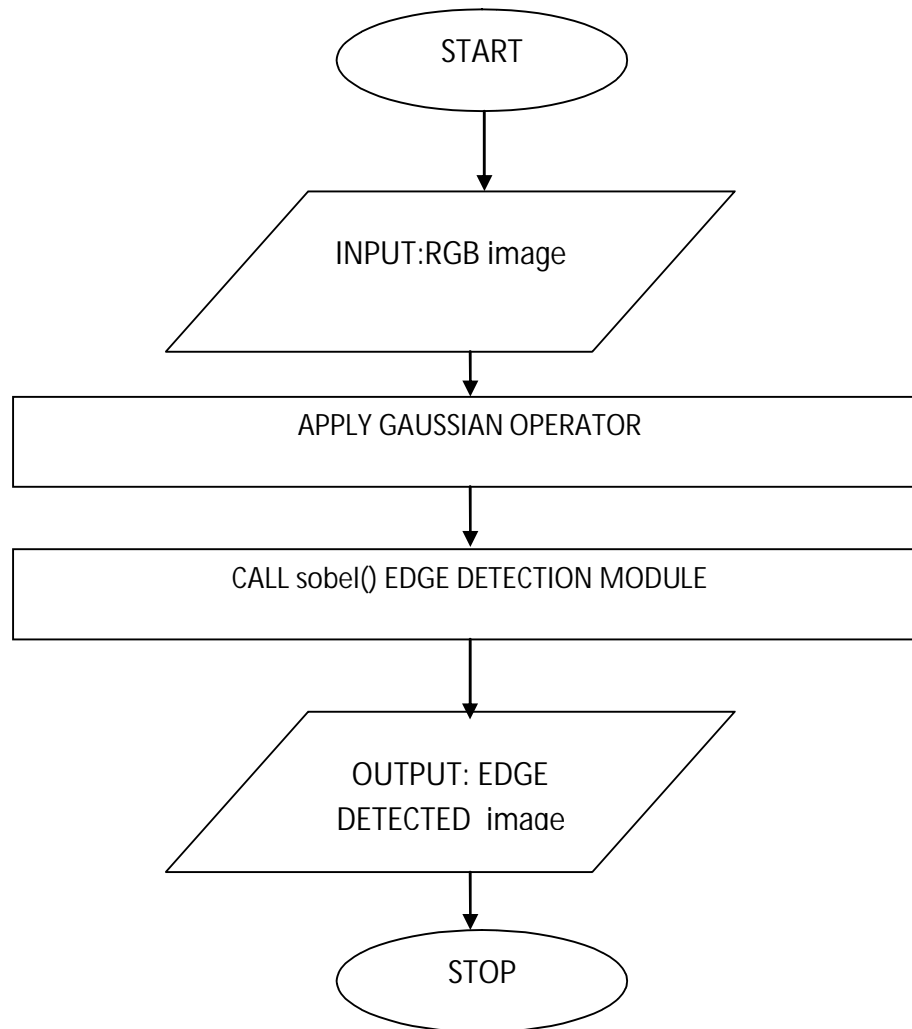 START
INPUT:RGB image
APPLY GAUSSIAN OPERATOR
CALL sobel() EDGE DETECTION MODULE
OUTPUT: EDGE
DETECTED image
STOP